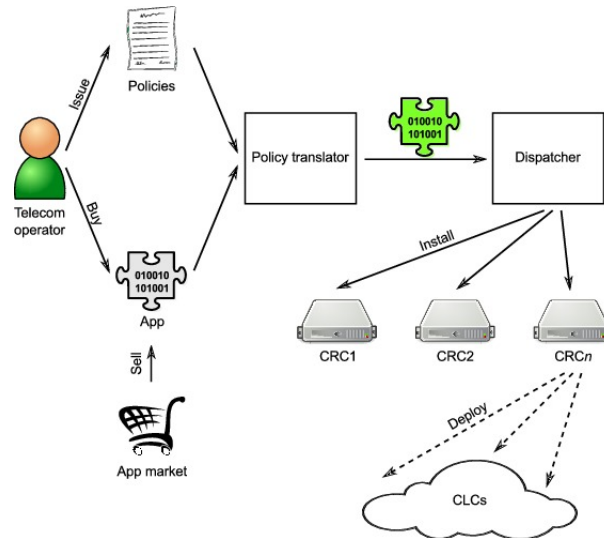 Policies
Issue
Telecom
operator
Buy
010010
101001
App
Sell
App market
Policy translator
010010
101001
Dispatcher
Install
CRC1
CRC2
CRCn
Deploy
CLCs